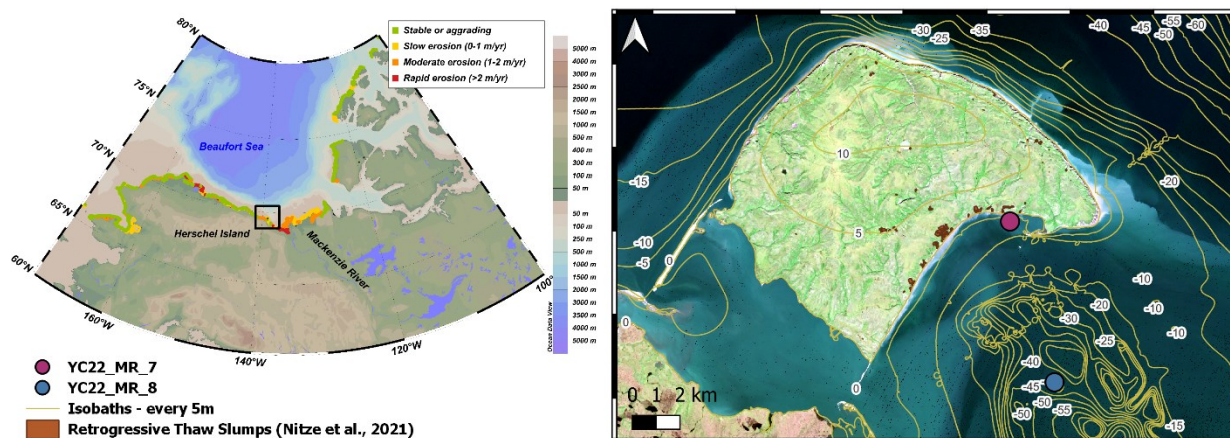 80°N
75°N
70°N
65°N
60°N
160°W
140°W
120°W
100°
Beaufort Sea
Herschel Island
Mackenzie River
Stable or aggrading
Slow erosion (0-1 m/yr)
Moderate erosion (1-2 m/yr)
Rapid erosion (>2 m/yr)
5000 m
4000 m
3000 m
2000 m
1000 m
500 m
400 m
300 m
200 m
100 m
50 m
50 m
100 m
200 m
300 m
400 m
500 m
1000 m
2000 m
3000 m
4000 m
5000 m
Ocean Data View
YC22_MR_7
YC22_MR_8
Isobaths - every 5m
Retrogressive Thaw Slumps (Nitze et al., 2021)
-30
-25
-35
-40
-55
-50
-45
-55
-60
-15
-10
-5
0
10
5
-20
0
0
0
-10
-20
-30
-10
-25
-10
-40
-45
-50
-50
-55
-15
0 1 2 km